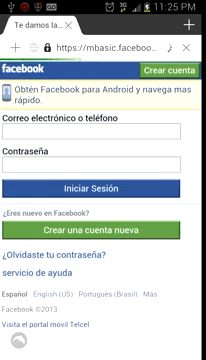 11:25 PM
Te damos la...
https://mbasic.faceboo...
facebook
Crear cuenta
Obtén Facebook para Android y navega mas
rápido.
Correo electrónico o teléfono
Contraseña
Iniciar Sesión
¿Eres nuevo en Facebook?
Crear una cuenta nueva
¿Olvidaste tu contraseña?
servicio de ayuda
Español English (US) Português (Brasil) Más
Facebook ©2013
Visita el portal móvil Telcel